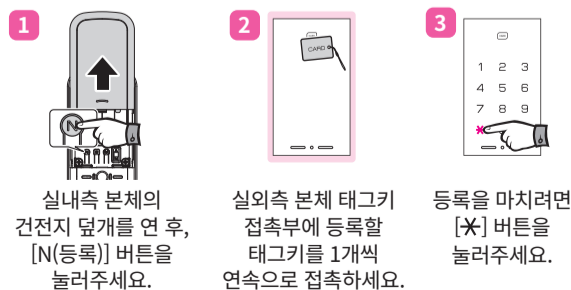 1
N
실내측 본체의
건전지 덮개를 연 후,
[N(등록)] 버튼을
눌러주세요.
2
CARD
실외측 본체 태그키
접촉부에 등록할
태그키를 1개씩
연속으로 접촉하세요.
3
1 2 3
4 5 6
7 8 9
*
등록을 마치려면
[*] 버튼을
눌러주세요.